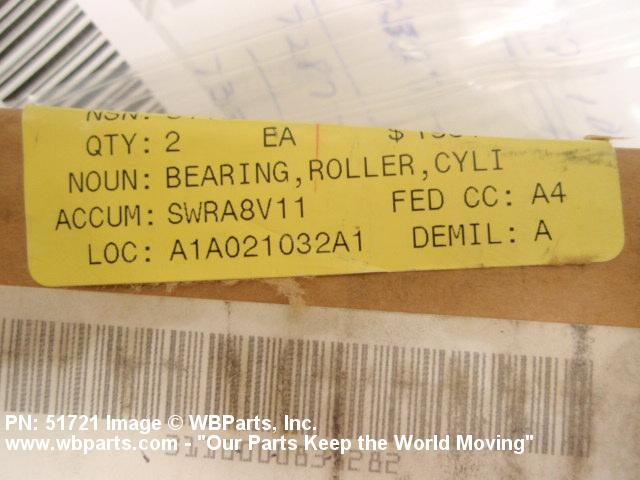 NSN:
QTY: 2 EA $
NOUN: BEARING,ROLLER,CYLI
ACCUM: SWRA8V11 FED CC: A4
LOC: A1A021032A1 DEMIL: A
PN: 51721 Image © WBParts, Inc.
www.wbparts.com - "Our Parts Keep the World Moving"